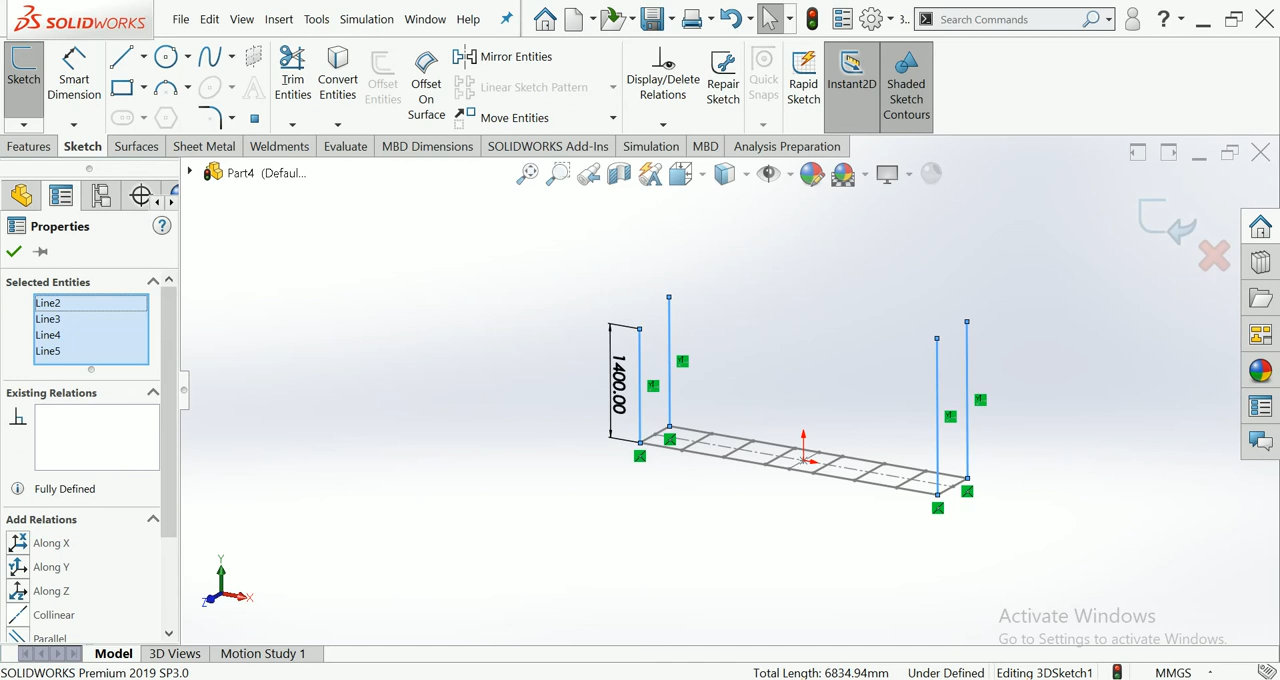 SOLIDWORKS File Edit View Insert Tools Simulation Window Help 3.. Search Commands ?
Sketch Smart Dimension Trim Entities Convert Entities Offset Entities Offset On Surface Mirror Entities Linear Sketch Pattern Move Entities Display/Delete Relations Repair Sketch Quick Snaps Rapid Sketch Instant2D Shaded Sketch Contours
Features Sketch Surfaces Sheet Metal Weldments Evaluate MBD Dimensions SOLIDWORKS Add-Ins Simulation MBD Analysis Preparation
Part4 (Defaul...
Properties ?
Selected Entities
Line2
Line3
Line4
Line5
Existing Relations
Fully Defined
Add Relations
Along X
Along Y
Along Z
Collinear
Parallel
1400.00
Y
Z X
Activate Windows
Go to Settings to activate Windows.
Model 3D Views Motion Study 1
SOLIDWORKS Premium 2019 SP3.0 Total Length: 6834.94mm Under Defined Editing 3DSketch1 MMGS